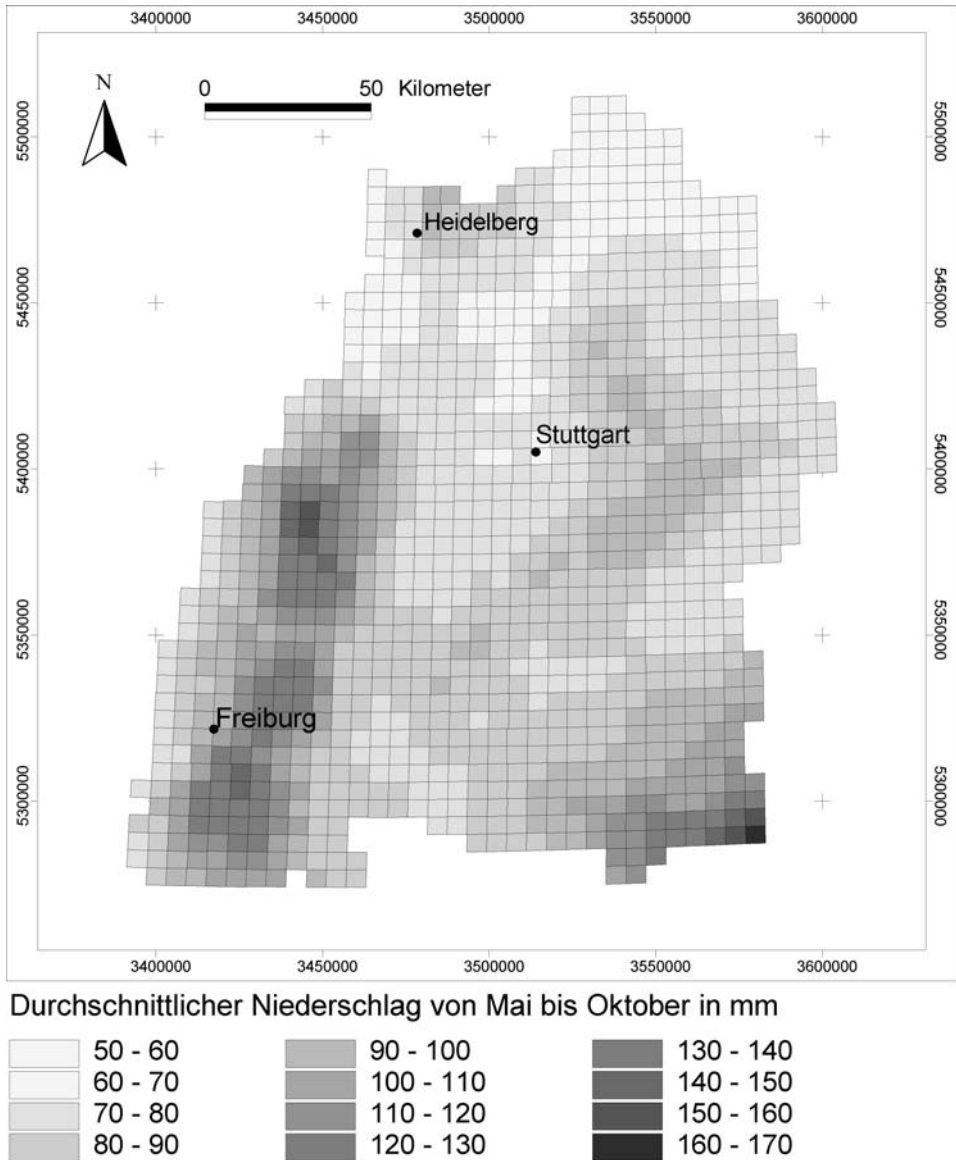 3400000 3450000 3500000 3550000 3600000
N
0 50 Kilometer
5500000 5500000
Heidelberg
5450000 5450000
Stuttgart
5400000 5400000
5350000 5350000
Freiburg
5300000 5300000
3400000 3450000 3500000 3550000 3600000
Durchschnittlicher Niederschlag von Mai bis Oktober in mm
50 - 60 90 - 100 130 - 140
60 - 70 100 - 110 140 - 150
70 - 80 110 - 120 150 - 160
80 - 90 120 - 130 160 - 170